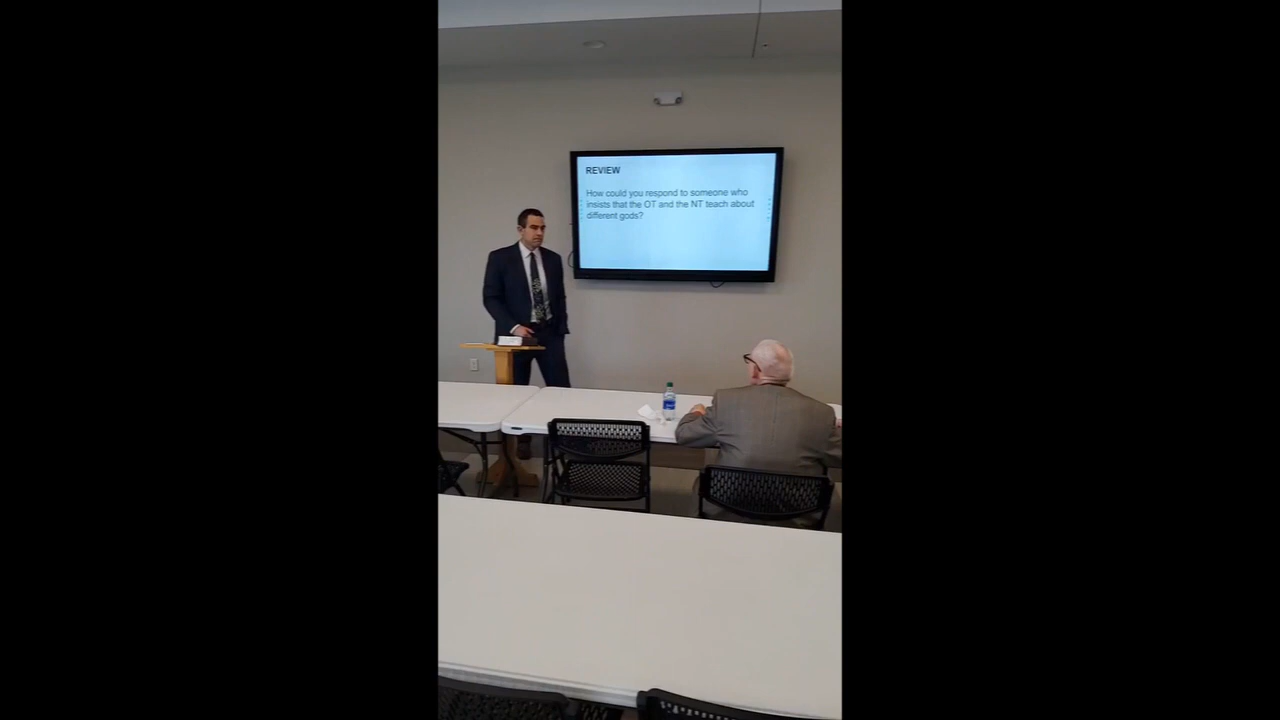 REVIEW
How could you respond to someone who
insists that the OT and the NT teach about
different gods?